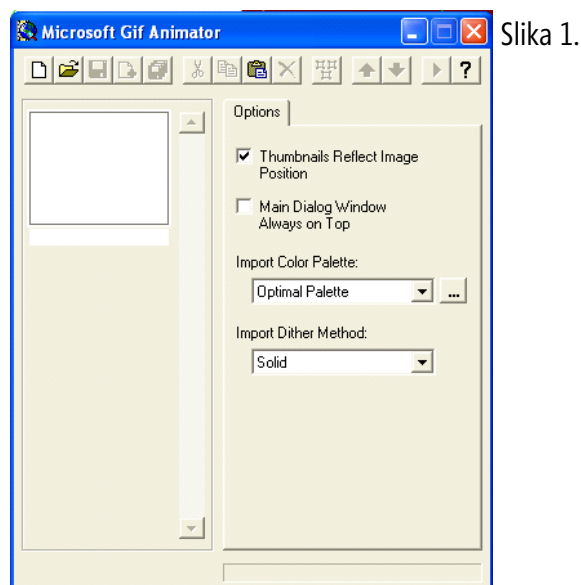 Microsoft Gif Animator
Slika 1.
?
Options
Thumbnails Reflect Image
Position
Main Dialog Window
Always on Top
Import Color Palette:
Optimal Palette
...
Import Dither Method:
Solid